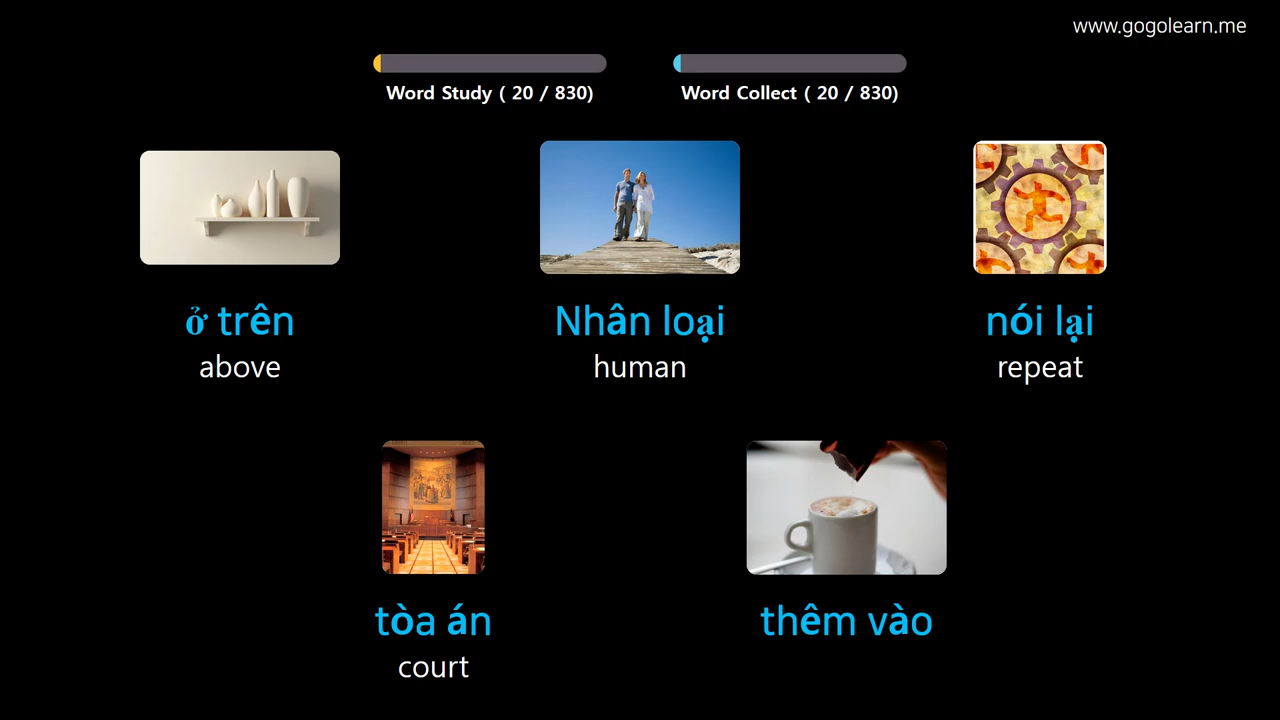 www.gogolearn.me
Word Study ( 20 / 830)
Word Collect ( 20 / 830)
ở trên
above
Nhân loại
human
nói lại
repeat
tòa án
court
thêm vào